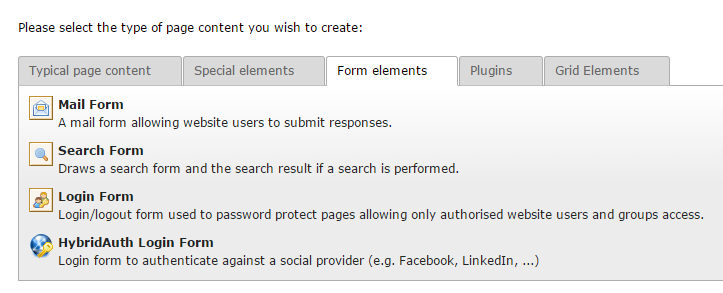 Please select the type of page content you wish to create:
Typical page content Special elements Form elements Plugins Grid Elements
Mail Form
A mail form allowing website users to submit responses.
Search Form
Draws a search form and the search result if a search is performed.
Login Form
Login/logout form used to password protect pages allowing only authorised website users and groups access.
HybridAuth Login Form
Login form to authenticate against a social provider (e.g. Facebook, LinkedIn, ...)